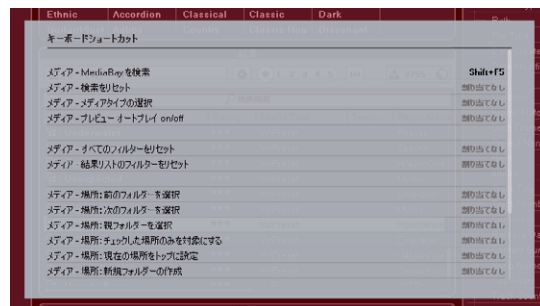 Ethnic Accordion Classical Classic Dark
キーボードショートカット
メディア - MediaBay を検索 Shift+F5
メディア - 検索をリセット 割り当てなし
メディア - メディアタイプの選択 割り当てなし
メディア - プレビュー オートプレイ on/off 割り当てなし
メディア - すべてのフィルターをリセット 割り当てなし
メディア - 結果リストのフィルターをリセット 割り当てなし
メディア - 場所: 前のフォルダーを選択 割り当てなし
メディア - 場所: 次のフォルダーを選択 割り当てなし
メディア - 場所: 親フォルダーを選択 割り当てなし
メディア - 場所: チェックした場所のみを対象にする 割り当てなし
メディア - 場所: 現在の場所をトップに設定 割り当てなし
メディア - 場所: 新規フォルダーの作成 割り当てなし